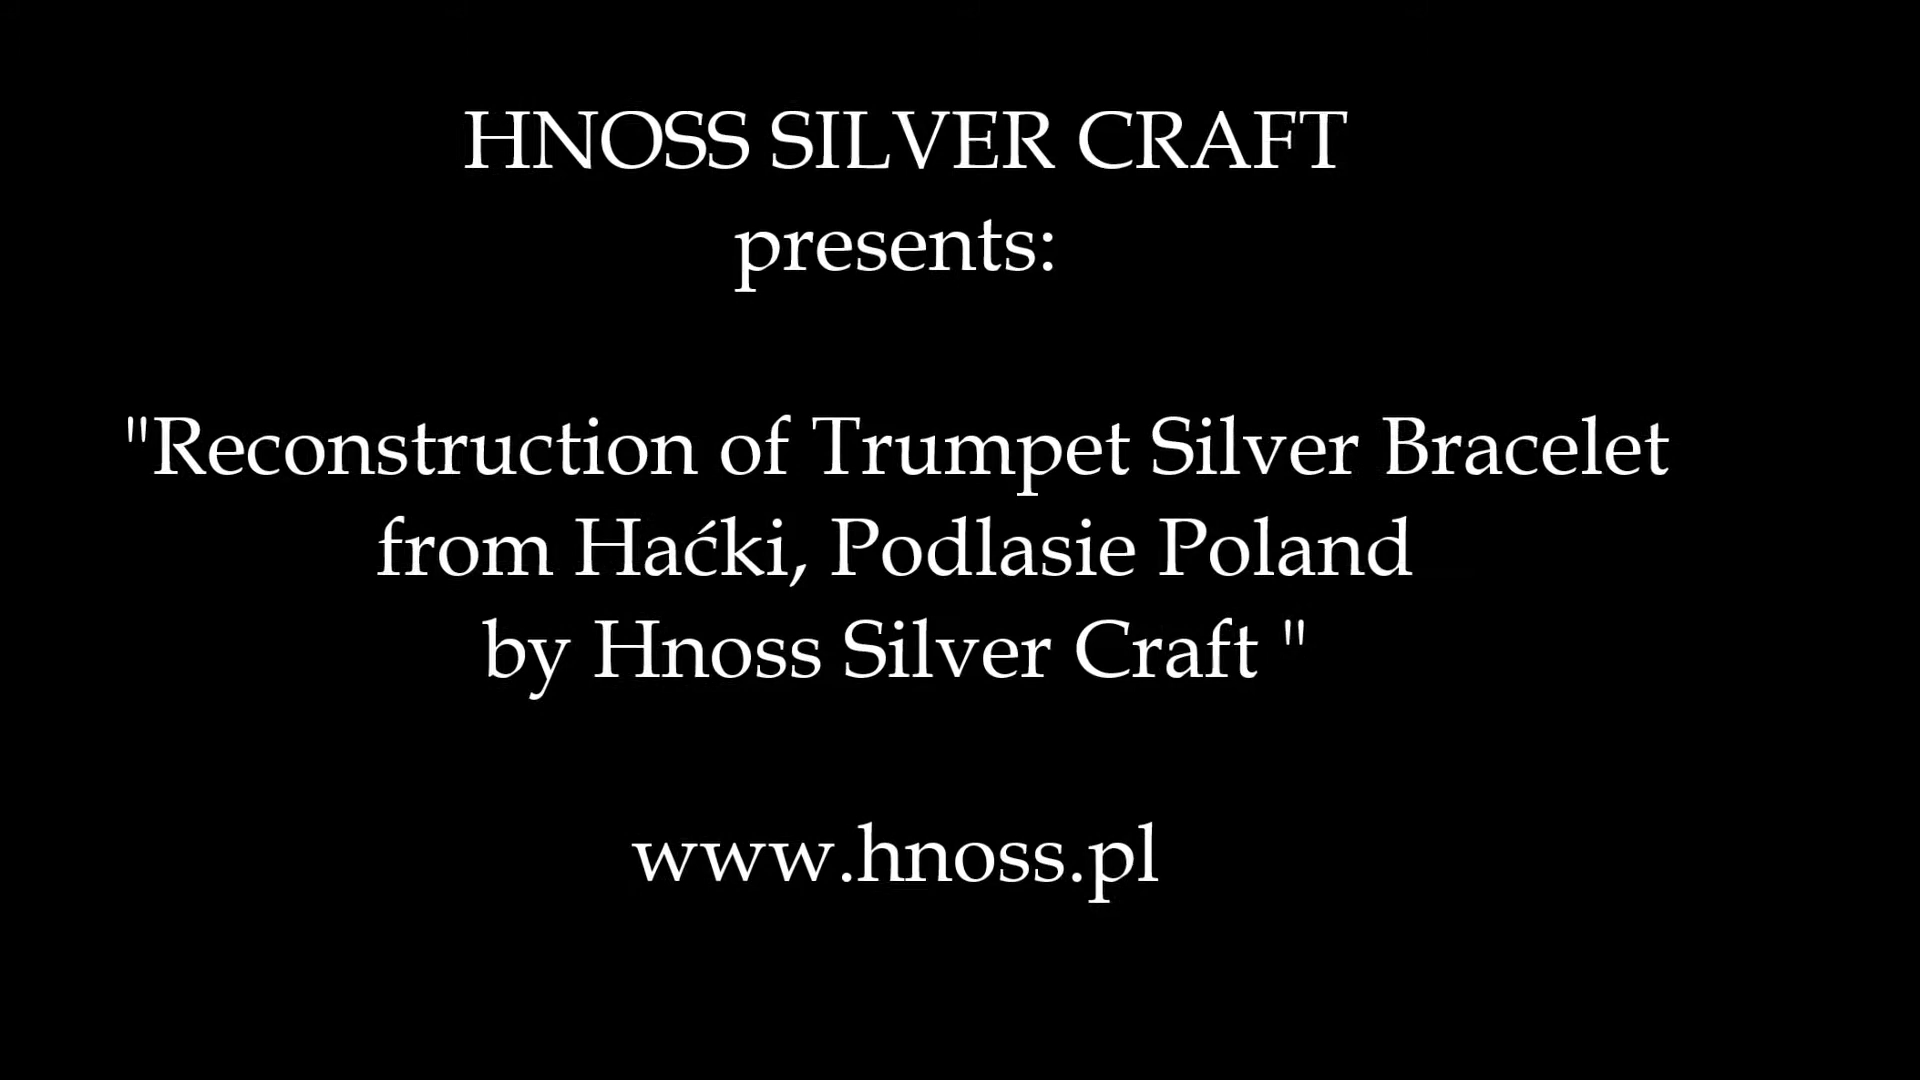 HNOSS SILVER CRAFT
presents:
"Reconstruction of Trumpet Silver Bracelet
from Haćki, Podlasie Poland
by Hnoss Silver Craft "
www.hnoss.pl